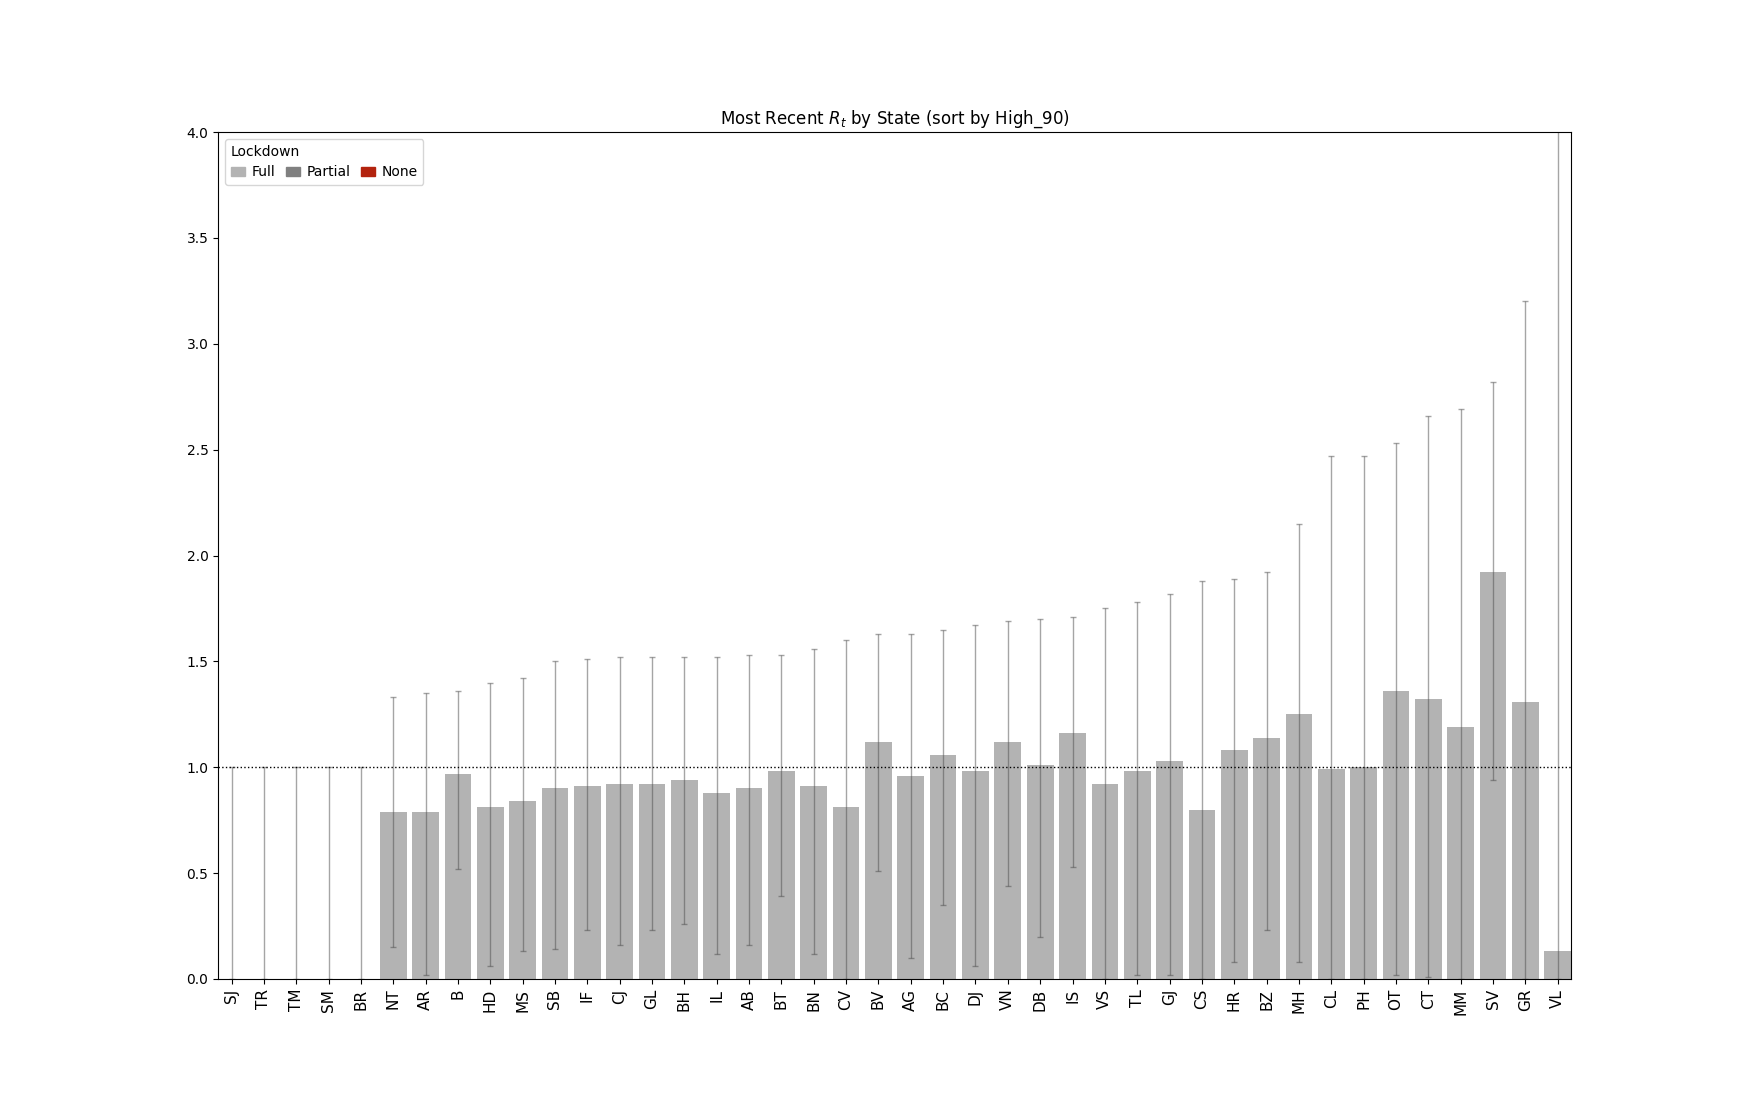 Most Recent R_t by State (sort by High_90)
Lockdown
Full Partial None
4.0
3.5
3.0
2.5
2.0
1.5
1.0
0.5
0.0
SJ TR TM SM BR NT AR B HD MS SB IF CJ GL BH IL AB BT BN CV BV AG BC DJ VN DB IS VS TL GJ CS HR BZ MH CL PH OT CT MM SV GR VL